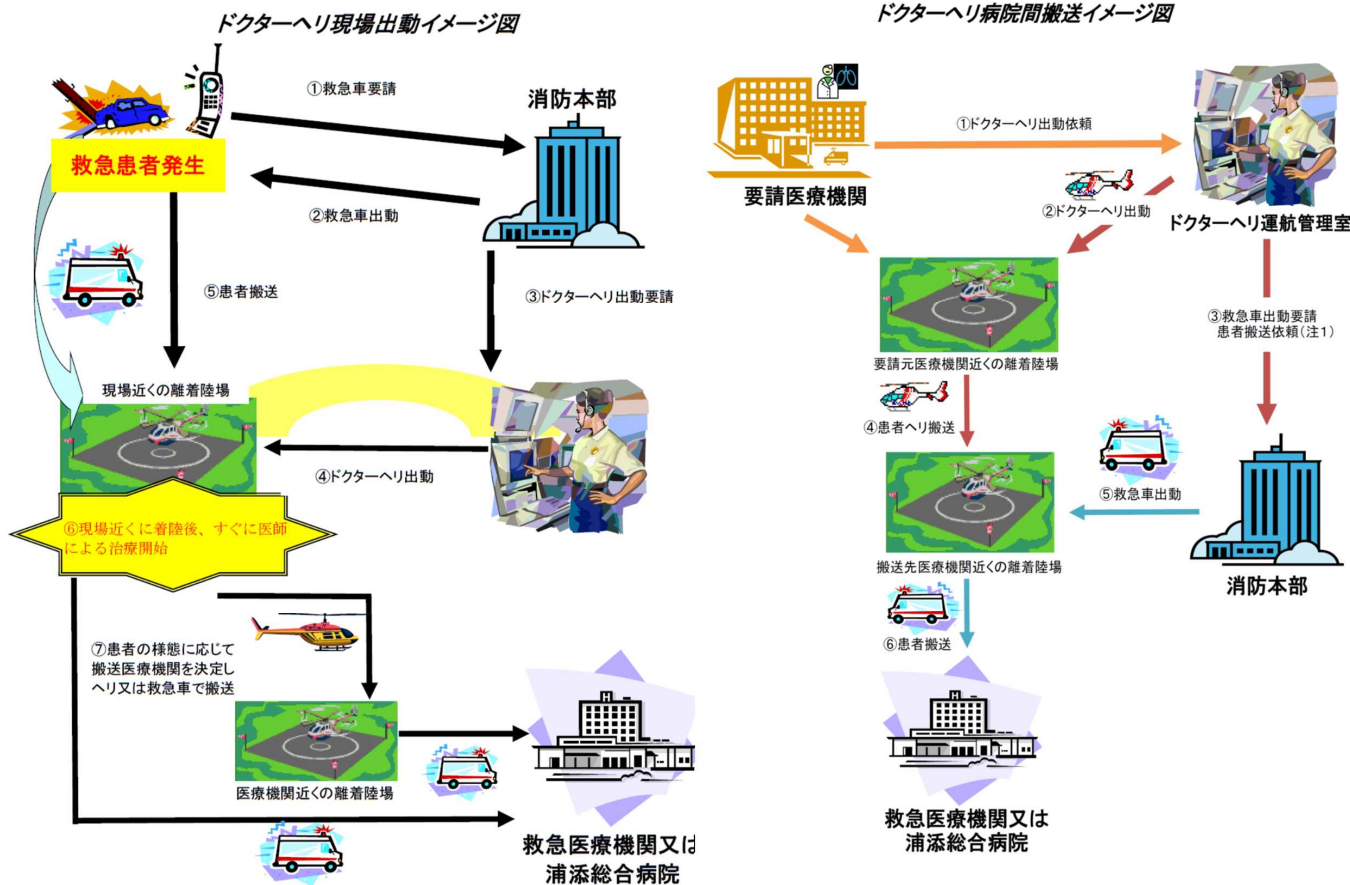 ドクターヘリ現場出動イメージ図
①救急車要請
消防本部
救急患者発生
②救急車出動
⑤患者搬送
③ドクターヘリ出動要請
現場近くの離着陸場
④ドクターヘリ出動
⑥現場近くに着陸後、すぐに医師
による治療開始
⑦患者の様態に応じて
搬送医療機関を決定し
ヘリ又は救急車で搬送
医療機関近くの離着陸場
救急医療機関又は
浦添総合病院
ドクターヘリ病院間搬送イメージ図
①ドクターヘリ出動依頼
要請医療機関
②ドクターヘリ出動
ドクターヘリ運航管理室
③救急車出動要請
患者搬送依頼(注1)
要請元医療機関近くの離着陸場
④患者ヘリ搬送
⑤救急車出動
搬送先医療機関近くの離着陸場
消防本部
⑥患者搬送
救急医療機関又は
浦添総合病院